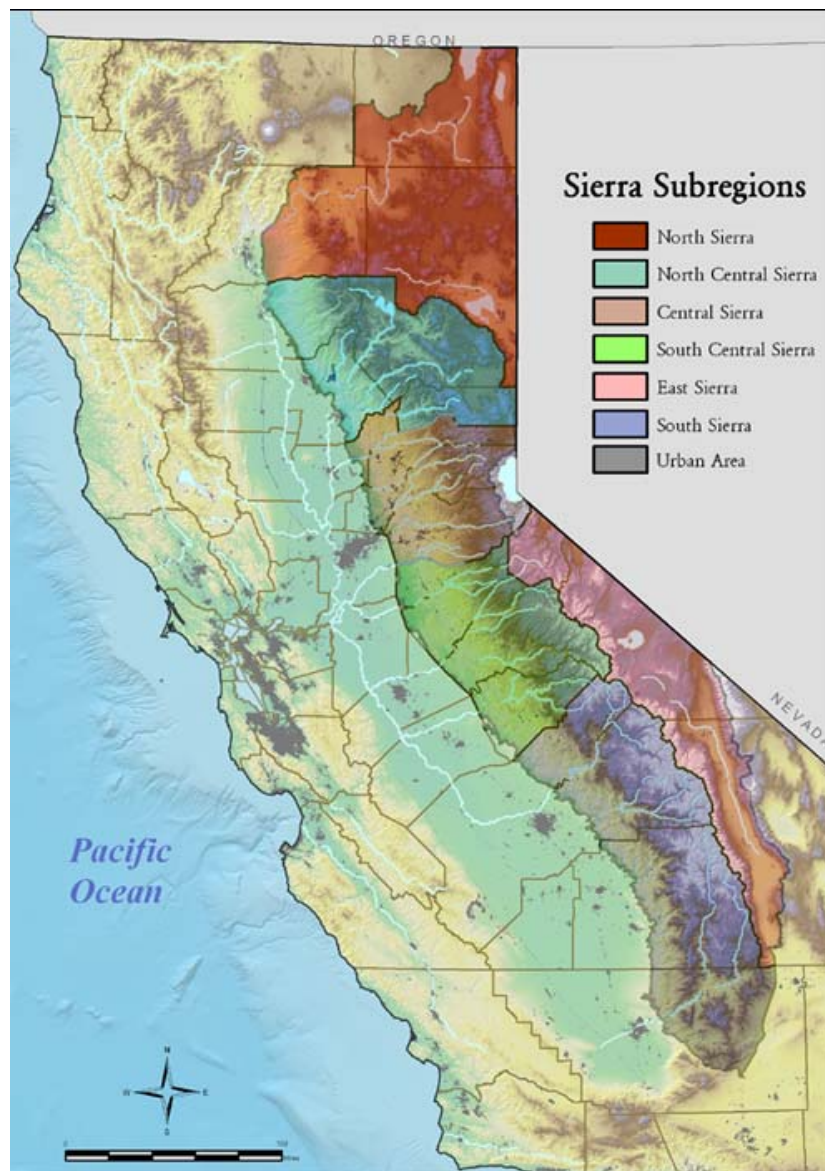 OREGON
Sierra Subregions
North Sierra
North Central Sierra
Central Sierra
South Central Sierra
East Sierra
South Sierra
Urban Area
NEVADA
Pacific
Ocean
N
W
E
S
0